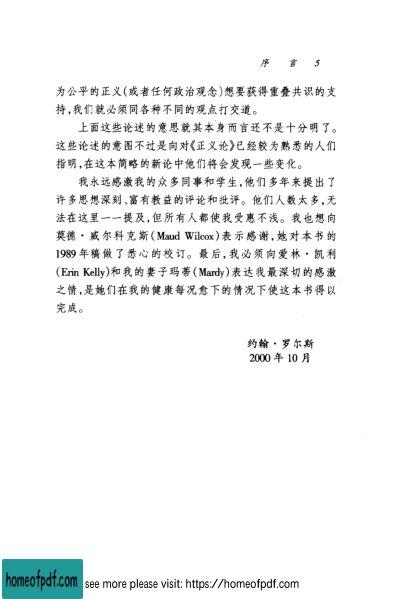 序 言 5
为公平的正义(或者任何政治观念)想要获得重叠共识的支
持,我们就必须同各种不同的观点打交道。
上面这些论述的意思就其本身而言还不是十分明了。
这些论述的意图不过是向对《正义论》已经较为熟悉的人们
指明,在这本简略的新论中他们将会发现一些变化。
我永远感激我的众多同事和学生,他们多年来提出了
许多思想深刻、富有教益的评论和批评。他们人数太多,无
法在这里一一提及,但所有人都使我受惠不浅。我也想向
莫德·威尔科克斯(Maud Wilcox)表示感谢,她对本书的
1989年稿做了悉心的校订。最后,我必须向爱林·凯利
(Erin Kelly)和我的妻子玛蒂(Mardy)表达我最深切的感激
之情,是她们在我的健康每况愈下的情况下使这本书得以
完成。
约翰·罗尔斯
2000年10月
homeofpdf.com
see more please visit: https://homeofpdf.com